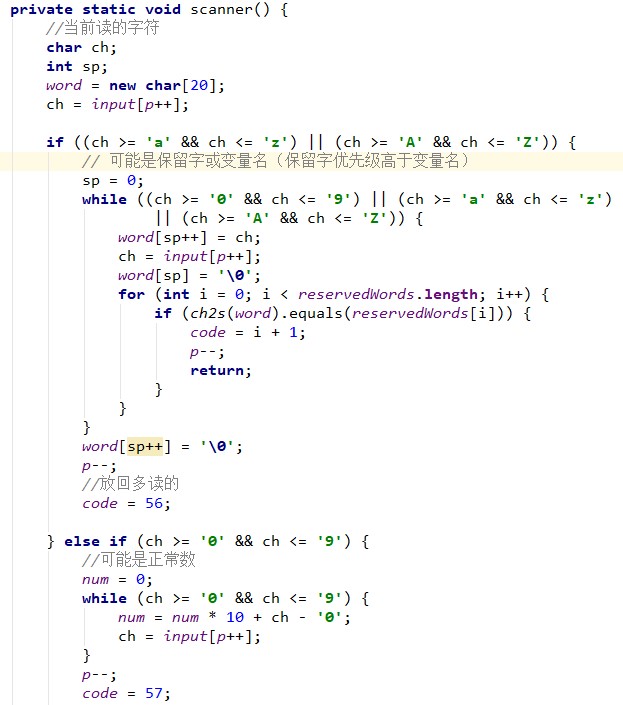 private static void scanner() {
    //当前读的字符
    char ch;
    int sp;
    word = new char[20];
    ch = input[p++];

    if ((ch >= 'a' && ch <= 'z') || (ch >= 'A' && ch <= 'Z')) {
        // 可能是保留字或变量名（保留字优先级高于变量名）
        sp = 0;
        while ((ch >= '0' && ch <= '9') || (ch >= 'a' && ch <= 'z')
                || (ch >= 'A' && ch <= 'Z')) {
            word[sp++] = ch;
            ch = input[p++];
            word[sp] = '\0';
            for (int i = 0; i < reservedWords.length; i++) {
                if (ch2s(word).equals(reservedWords[i])) {
                    code = i + 1;
                    p--;
                    return;
                }
            }
        }
        word[sp++] = '\0';
        p--;
        //放回多读的
        code = 56;

    } else if (ch >= '0' && ch <= '9') {
        //可能是正常数
        num = 0;
        while (ch >= '0' && ch <= '9') {
            num = num * 10 + ch - '0';
            ch = input[p++];
        }
        p--;
        code = 57;